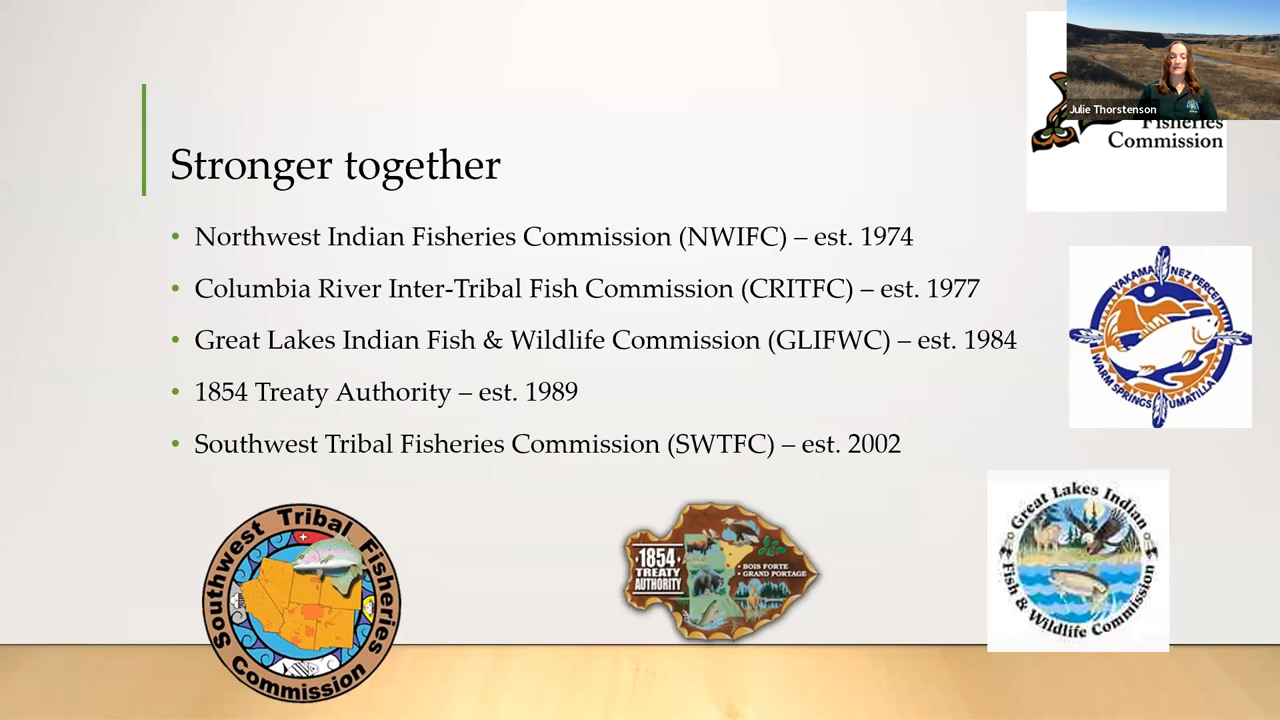 Julie Thorstenson
Fisheries
Commission
Stronger together
• Northwest Indian Fisheries Commission (NWIFC) – est. 1974
• Columbia River Inter-Tribal Fish Commission (CRITFC) – est. 1977
• Great Lakes Indian Fish & Wildlife Commission (GLIFWC) – est. 1984
• 1854 Treaty Authority – est. 1989
• Southwest Tribal Fisheries Commission (SWTFC) – est. 2002
YAKAMA NEZ PERCE
WARM SPRINGS UMATILLA
Southwest Tribal Fisheries
Commission
1854
TREATY
AUTHORITY
• BOIS FORTE
• GRAND PORTAGE
Great Lakes Indian
Fish & Wildlife Commission